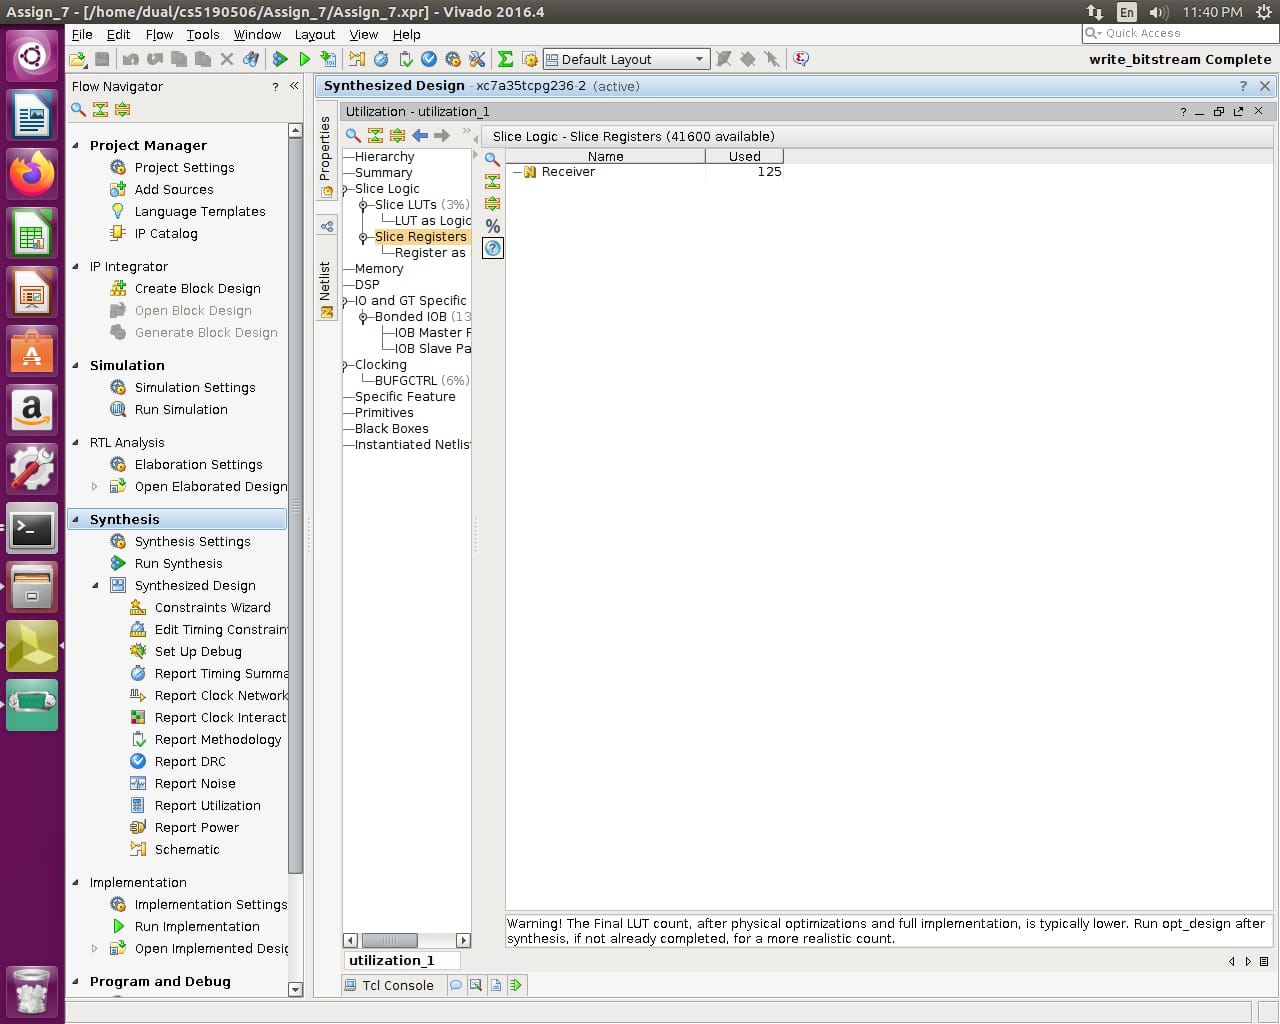 Assign_7 - [/home/dual/cs5190506/Assign_7/Assign_7.xpr] - Vivado 2016.4
En
11:40 PM
File Edit Flow Tools Window Layout View Help
Quick Access
Default Layout
write_bitstream Complete
Flow Navigator
? «
Project Manager
Project Settings
Add Sources
Language Templates
IP Catalog
IP Integrator
Create Block Design
Open Block Design
Generate Block Design
Simulation
Simulation Settings
Run Simulation
RTL Analysis
Elaboration Settings
Open Elaborated Design
Synthesis
Synthesis Settings
Run Synthesis
Synthesized Design
Constraints Wizard
Edit Timing Constrain
Set Up Debug
Report Timing Summa
Report Clock Network
Report Clock Interact
Report Methodology
Report DRC
Report Noise
Report Utilization
Report Power
Schematic
Implementation
Implementation Settings
Run Implementation
Open Implemented Desig
Program and Debug
Synthesized Design - xc7a35tcpg236-2 (active)
Utilization - utilization_1
Properties
Netlist
Hierarchy
Summary
Slice Logic
Slice LUTs (3%)
LUT as Logic
Slice Registers
Register as
Memory
DSP
IO and GT Specific
Bonded IOB (13
IOB Master P
IOB Slave Pa
Clocking
BUFGCTRL (6%)
Specific Feature
Primitives
Black Boxes
Instantiated Netlis
Slice Logic - Slice Registers (41600 available)
Name Used
Receiver 125
%
Warning! The Final LUT count, after physical optimizations and full implementation, is typically lower. Run opt_design after
synthesis, if not already completed, for a more realistic count.
utilization_1
Tcl Console